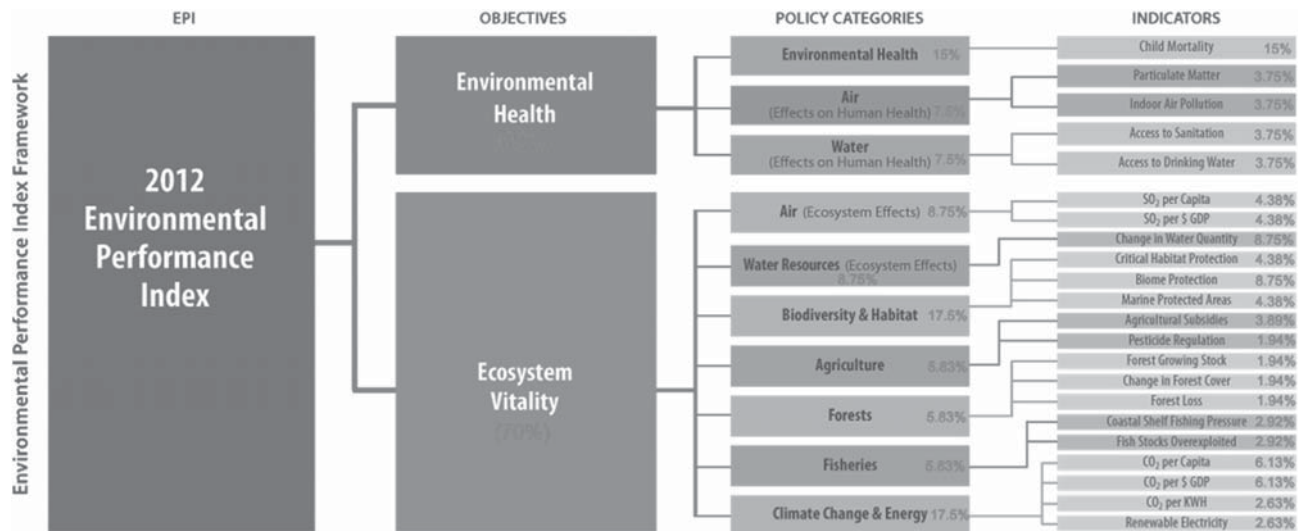 EPI
OBJECTIVES
POLICY CATEGORIES
INDICATORS
Environmental Performance Index Framework
2012
Environmental
Performance
Index
Environmental
Health
Ecosystem
Vitality
(70%)
Environmental Health 15%
Air
(Effects on Human Health) 7.5%
Water
(Effects on Human Health) 7.5%
Air (Ecosystem Effects) 8.75%
Water Resources (Ecosystem Effects)
8.75%
Biodiversity & Habitat 17.5%
Agriculture 5.83%
Forests 5.83%
Fisheries 5.83%
Climate Change & Energy 17.5%
Child Mortality 15%
Particulate Matter 3.75%
Indoor Air Pollution 3.75%
Access to Sanitation 3.75%
Access to Drinking Water 3.75%
SO₂ per Capita 4.38%
SO₂ per $ GDP 4.38%
Change in Water Quantity 8.75%
Critical Habitat Protection 4.38%
Biome Protection 8.75%
Marine Protected Areas 4.38%
Agricultural Subsidies 3.89%
Pesticide Regulation 1.94%
Forest Growing Stock 1.94%
Change in Forest Cover 1.94%
Forest Loss 1.94%
Coastal Shelf Fishing Pressure 2.92%
Fish Stocks Overexploited 2.92%
CO₂ per Capita 6.13%
CO₂ per $ GDP 6.13%
CO₂ per KWH 2.63%
Renewable Electricity 2.63%